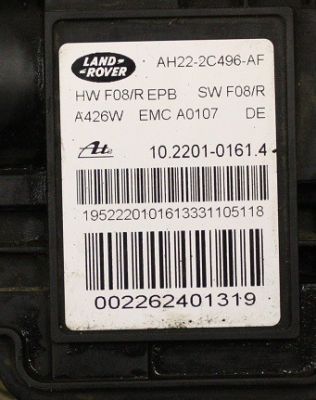 LAND-
-ROVER
AH22-2C496-AF
HW F08/R EPB SW F08/R
A426W EMC A0107 DE
Ate 10.2201-0161.4
1952220101613331105118
002262401319